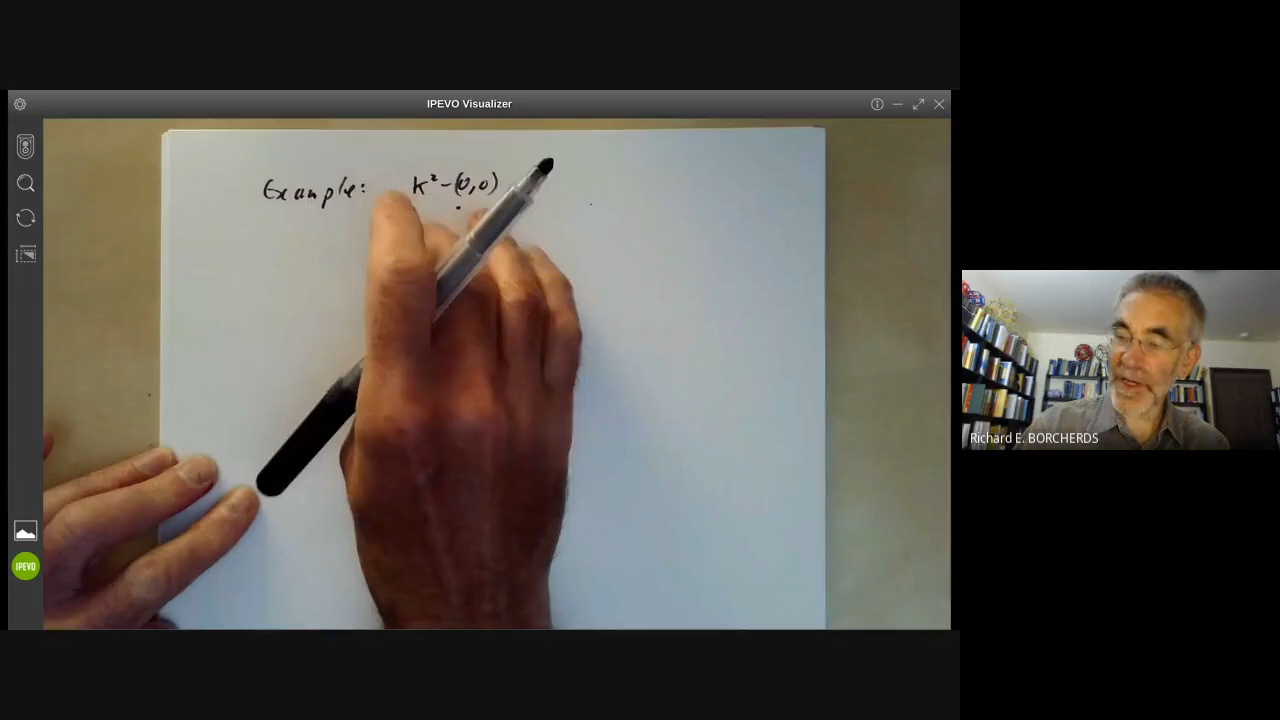 IPEVO Visualizer
Example: k²-(0,0)
Richard E. BORCHERDS
IPEVO